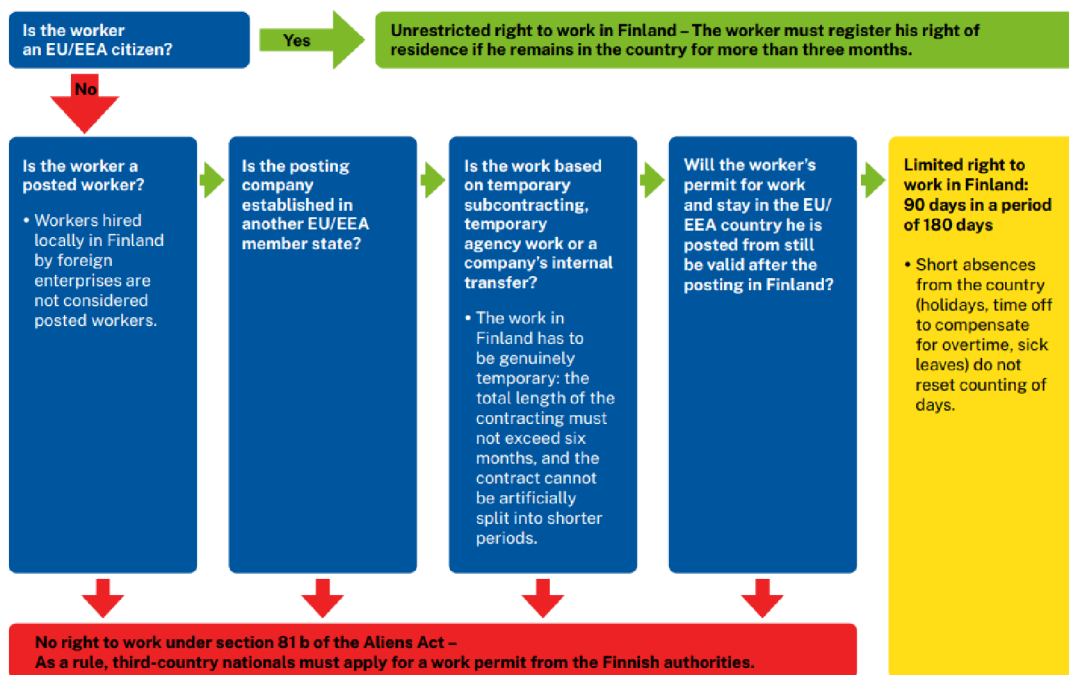 Is the worker
an EU/EEA citizen?
Yes
Unrestricted right to work in Finland – The worker must register his right of
residence if he remains in the country for more than three months.
No
Is the worker a
posted worker?
• Workers hired
locally in Finland
by foreign
enterprises are
not considered
posted workers.
Is the posting
company
established in
another EU/EEA
member state?
Is the work based
on temporary
subcontracting,
temporary
agency work or a
company's internal
transfer?
• The work in
Finland has to
be genuinely
temporary: the
total length of the
contracting must
not exceed six
months, and the
contract cannot
be artificially
split into shorter
periods.
Will the worker's
permit for work
and stay in the EU/
EEA country he is
posted from still
be valid after the
posting in Finland?
Limited right to
work in Finland:
90 days in a period
of 180 days
• Short absences
from the country
(holidays, time off
to compensate
for overtime, sick
leaves) do not
reset counting of
days.
No right to work under section 81 b of the Aliens Act –
As a rule, third-country nationals must apply for a work permit from the Finnish authorities.